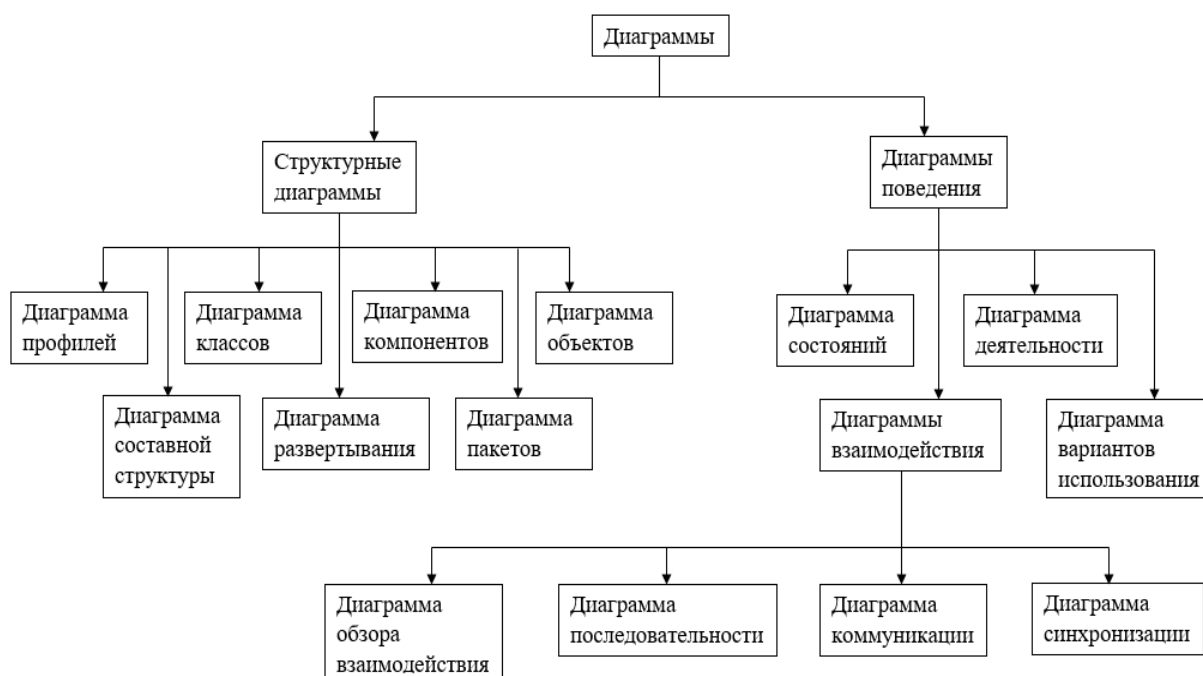 Диаграммы
Структурные
диаграммы
Диаграммы
поведения
Диаграмма
профилей
Диаграмма
классов
Диаграмма
компонентов
Диаграмма
объектов
Диаграмма
состояний
Диаграмма
деятельности
Диаграмма
составной
структуры
Диаграмма
развертывания
Диаграмма
пакетов
Диаграммы
взаимодействия
Диаграмма
вариантов
использования
Диаграмма
обзора
взаимодействия
Диаграмма
последовательности
Диаграмма
коммуникации
Диаграмма
синхронизации